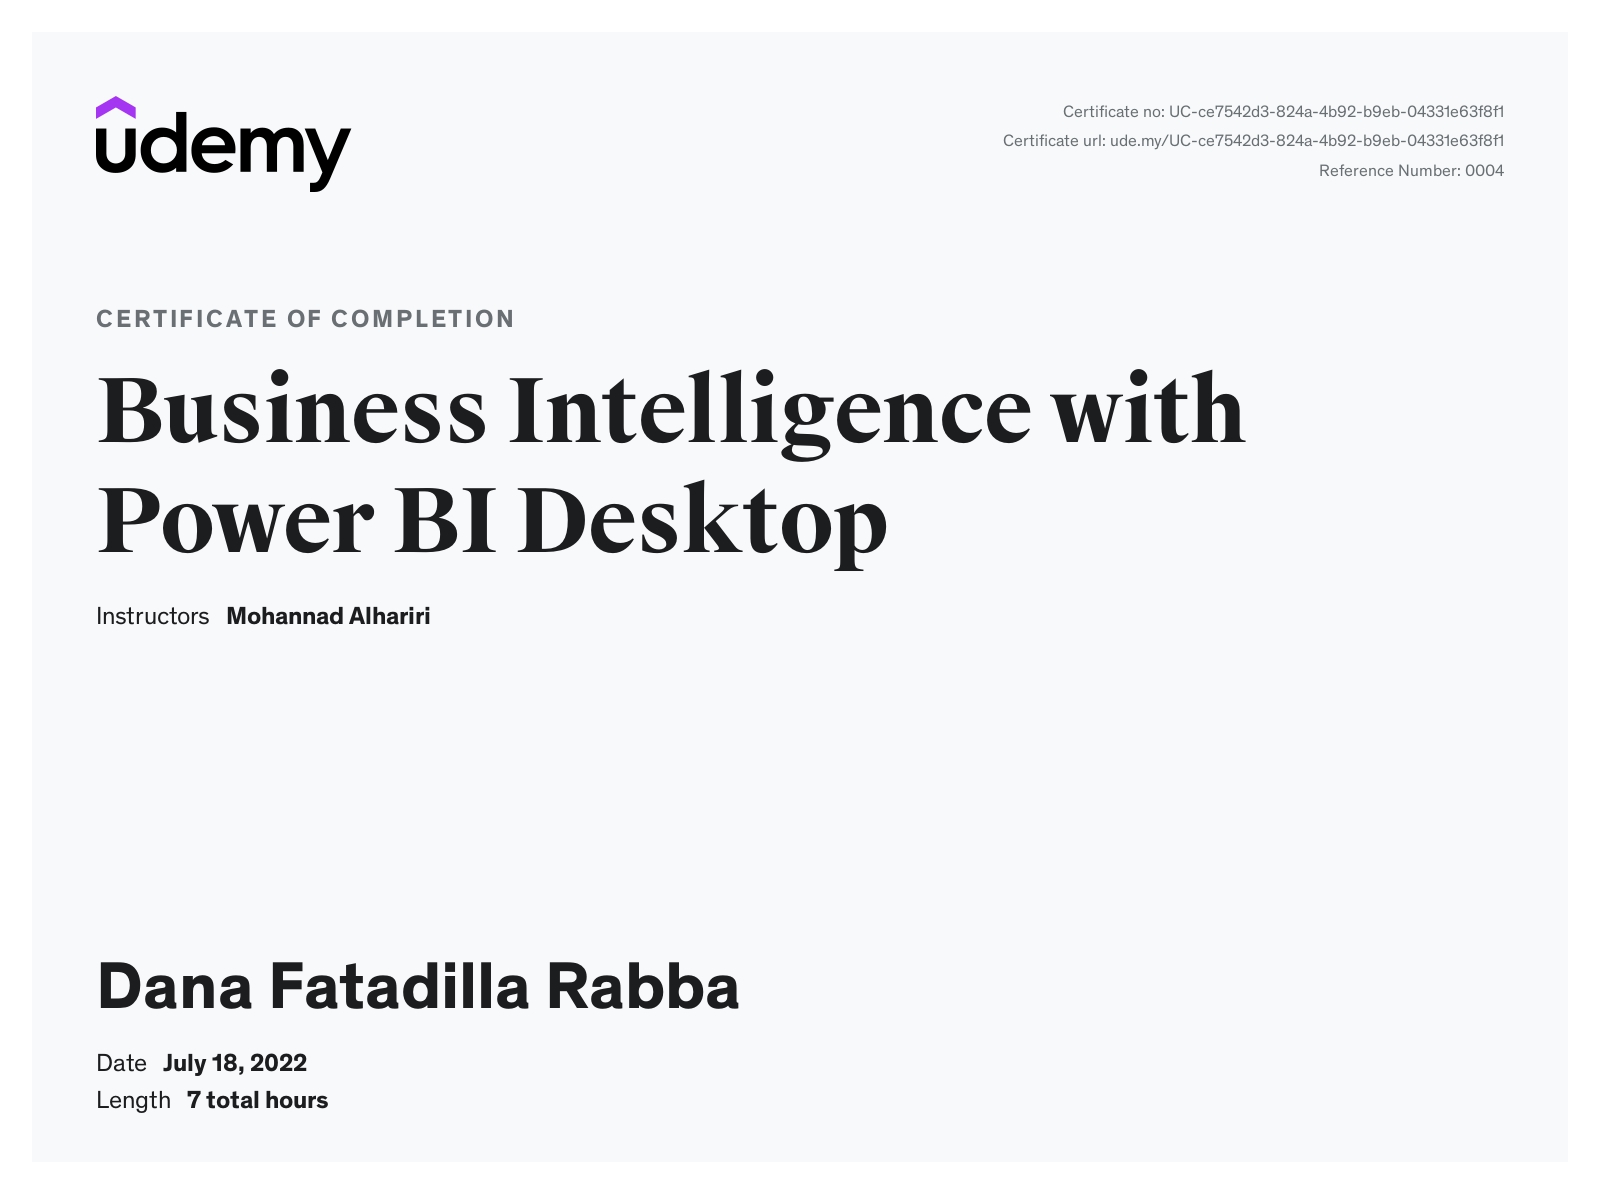 udemy
Certificate no: UC-ce7542d3-824a-4b92-b9eb-04331e63f8f1
Certificate url: ude.my/UC-ce7542d3-824a-4b92-b9eb-04331e63f8f1
Reference Number: 0004
CERTIFICATE OF COMPLETION
Business Intelligence with
Power BI Desktop
Instructors Mohannad Alhariri
Dana Fatadilla Rabba
Date July 18, 2022
Length 7 total hours